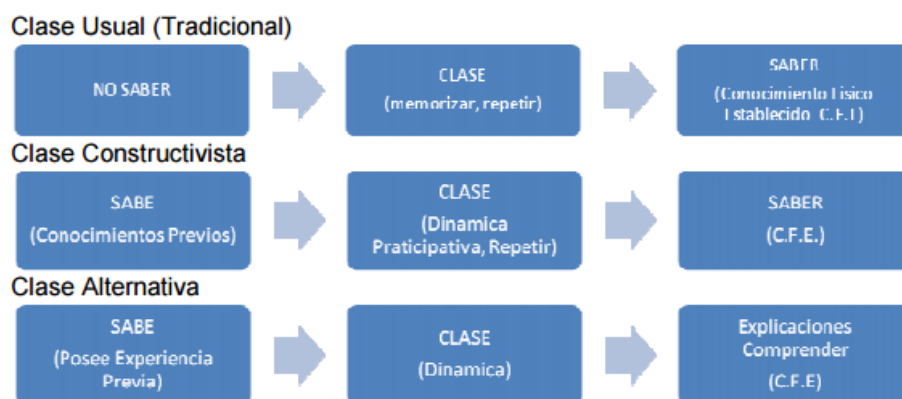 Clase Usual (Tradicional)
NO SABER
CLASE
(memorizar, repetir)
SABER
(Conocimiento Fisico
Establecido C.F.E)
Clase Constructivista
SABE
(Conocimientos Previos)
CLASE
(Dinamica
Praticipativa, Repetir)
SABER
(C.F.E.)
Clase Alternativa
SABE
(Posee Experiencia
Previa)
CLASE
(Dinamica)
Explicaciones
Comprender
(C.F.E)